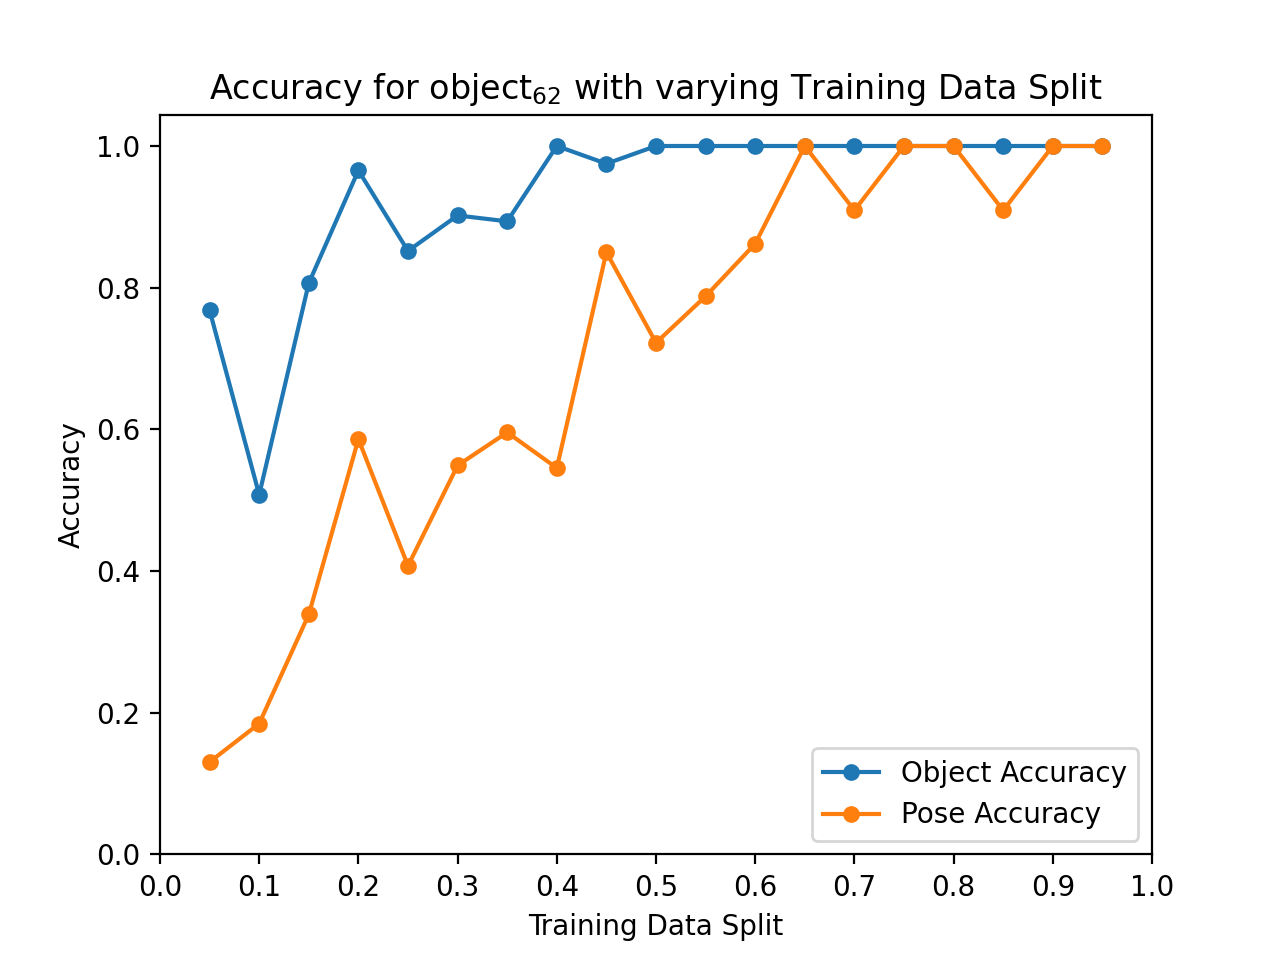 Accuracy for object₆₂ with varying Training Data Split
1.0
0.8
0.6
0.4
0.2
0.0
Accuracy
Object Accuracy
Pose Accuracy
0.0 0.1 0.2 0.3 0.4 0.5 0.6 0.7 0.8 0.9 1.0
Training Data Split